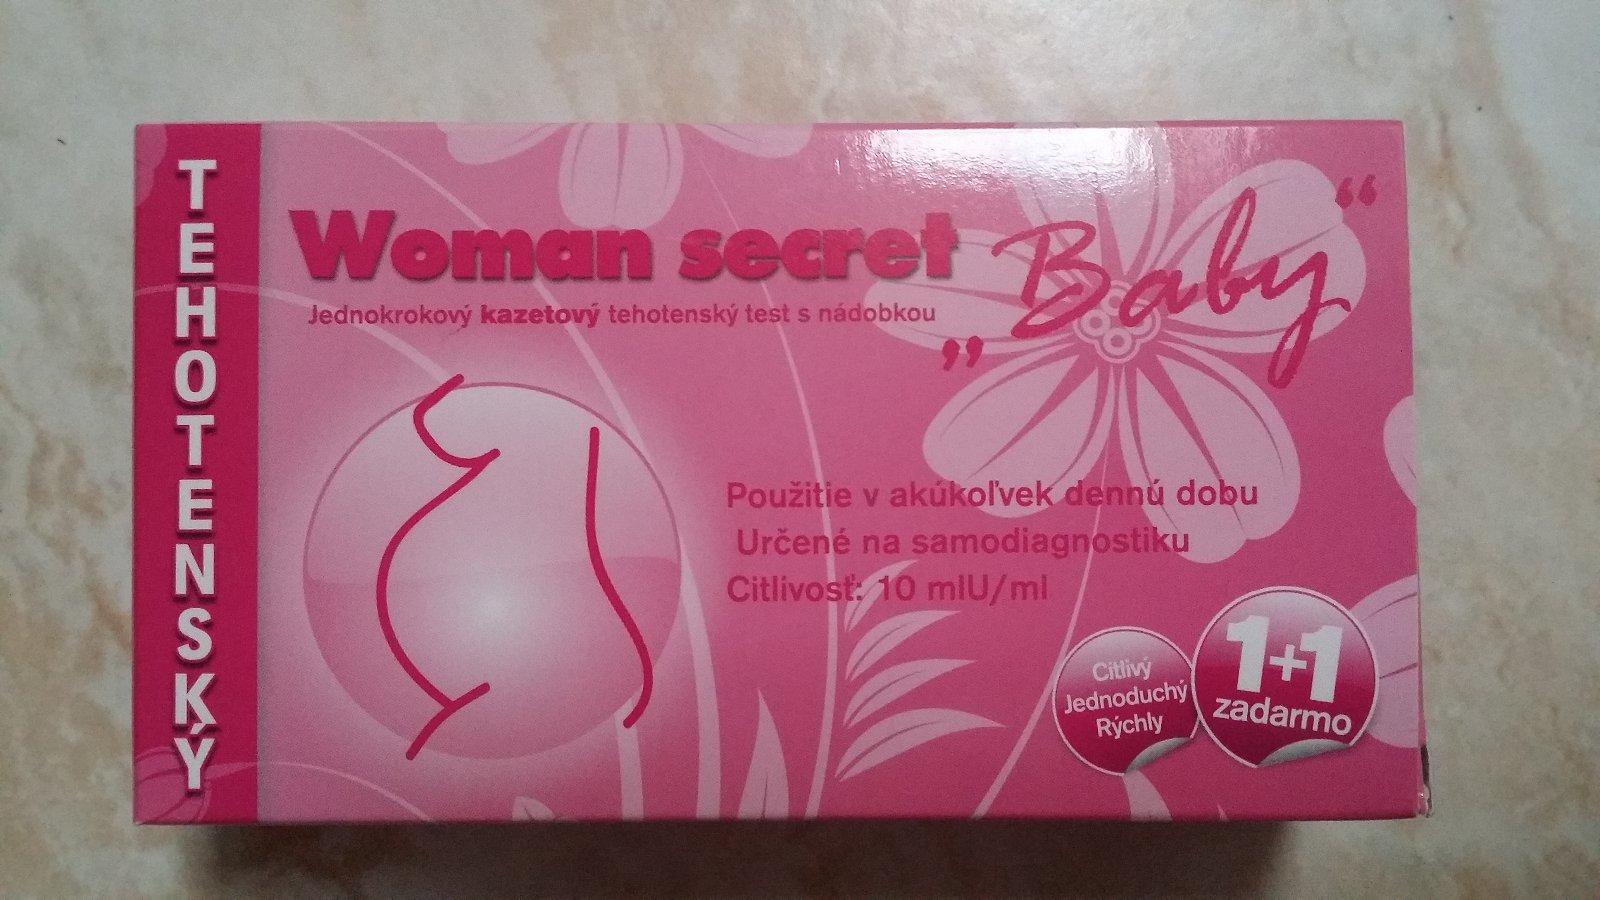 TEHOTENSKÝ
Woman secret
„Baby“
Jednokrokový kazetový tehotenský test s nádobkou
Použitie v akúkoľvek dennú dobu
Určené na samodiagnostiku
Citlivosť: 10 mIU/ml
Citlivý
Jednoduchý
Rýchly
1+1
zadarmo